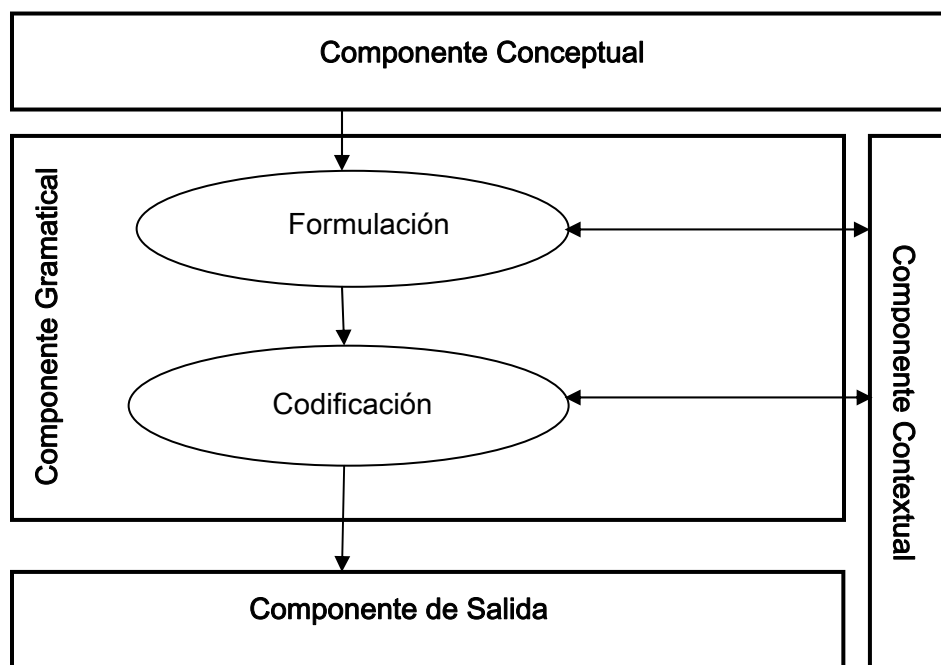 Componente Conceptual
Componente Gramatical
Formulación
Codificación
Componente Contextual
Componente de Salida